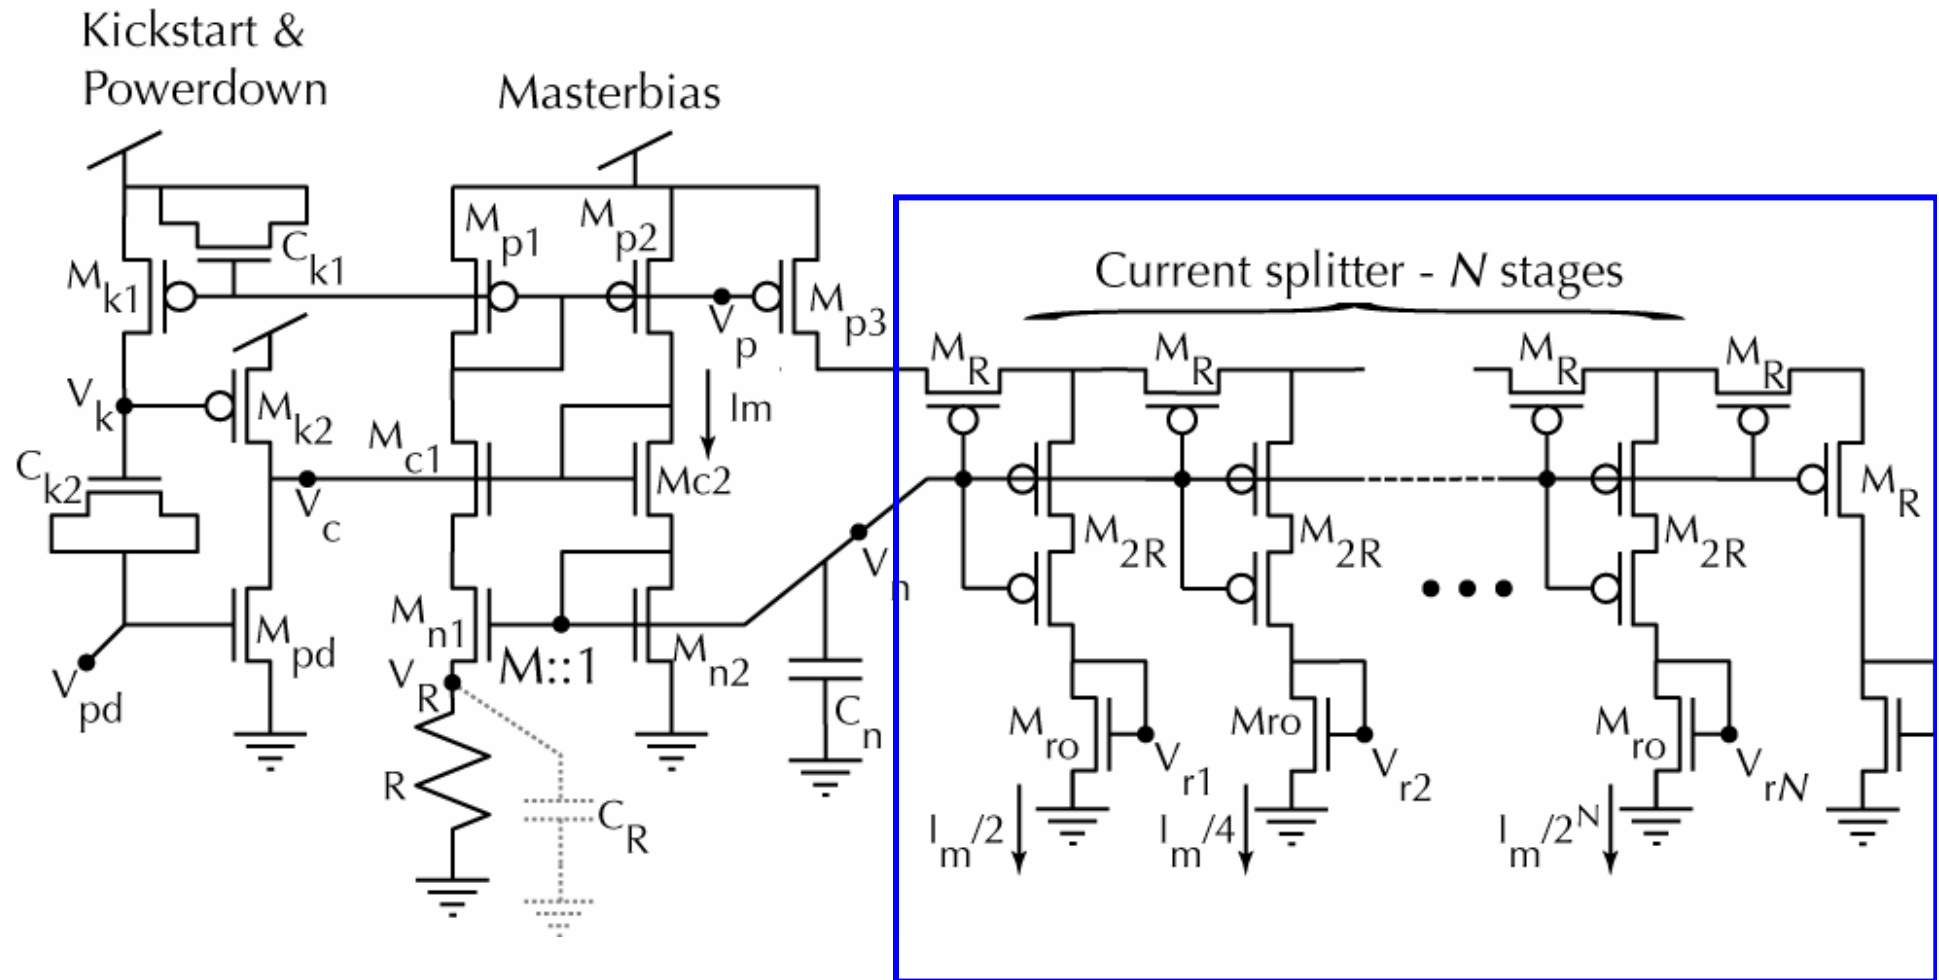 Kickstart &
Powerdown
Masterbias
Current splitter - N stages
Mk1
Ck1
Mp1
Mp2
Vp
Mp3
MR
MR
MR
MR
Vk
Mk2
Im
Ck2
Vc
Mc1
Mc2
Vn
M2R
M2R
M2R
MR
Mpd
Vpd
Mn1
M::1
Mn2
VR
Cn
R
CR
Mro
Vr1
Mro
Vr2
Mro
VrN
Im/2
Im/4
Im/2N